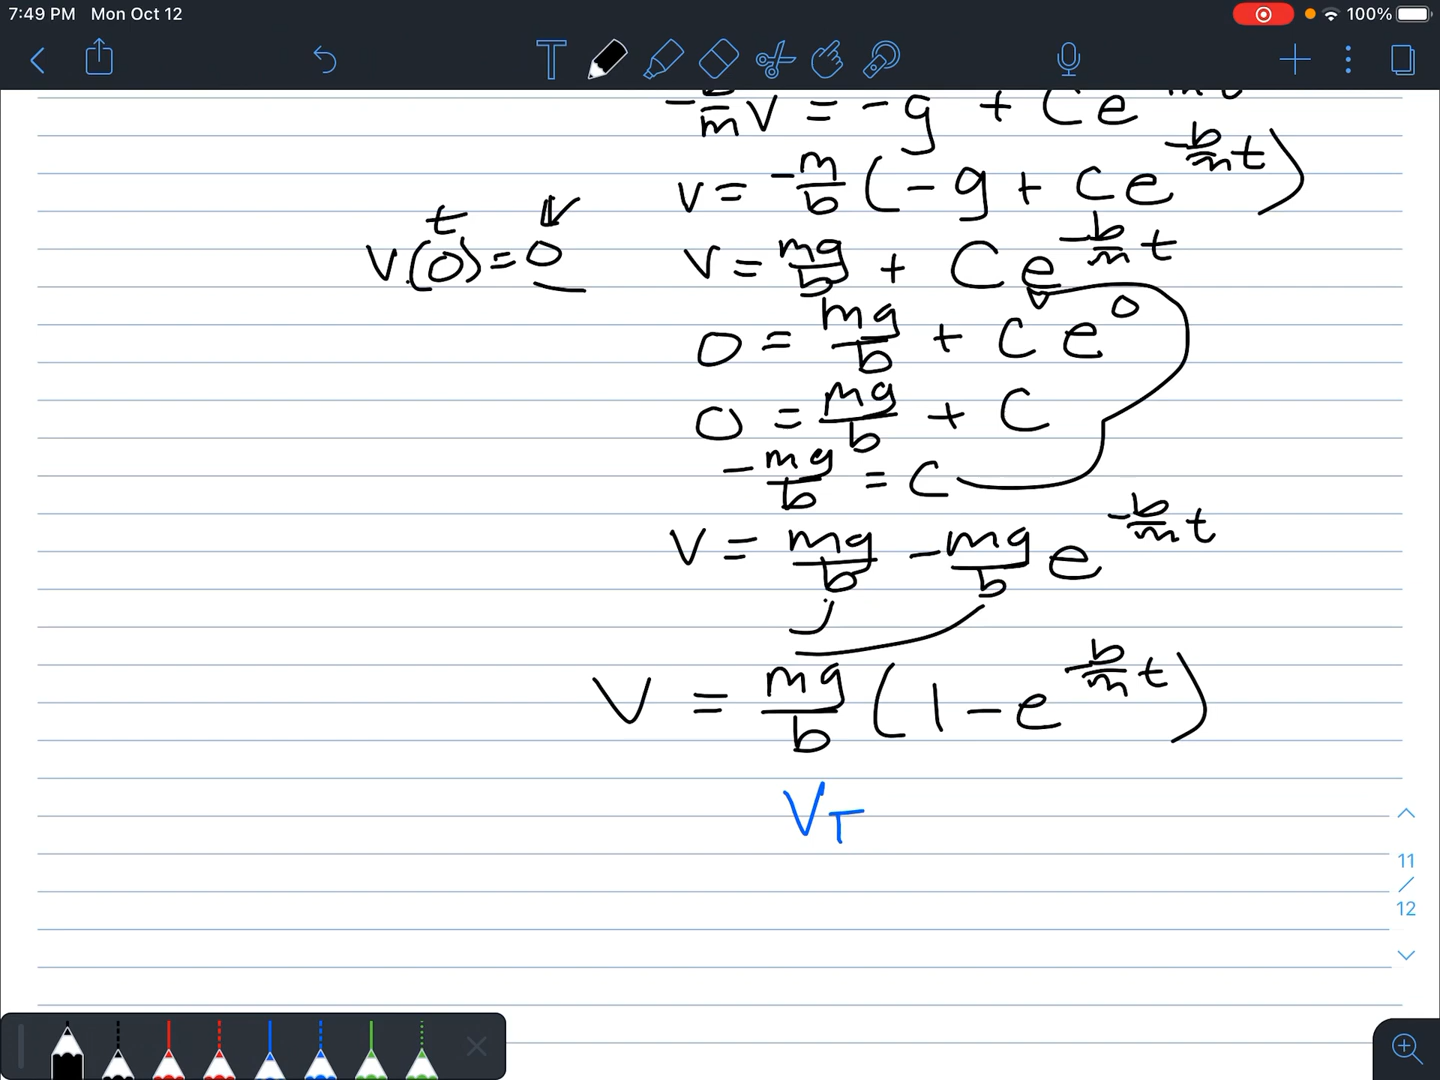 7:49 PM Mon Oct 12
100%
T
v = -g + Ce
v = -m/b (-g + Ce^(-b/m t))
t
v(0) = 0
v = mg/b + Ce^(-b/m t)
0 = mg/b + Ce^0
0 = mg/b + C
-mg/b = C
v = mg/b - mg/b e^(-b/m t)
V = mg/b (1 - e^(-b/m t))
V_T
11
/
12